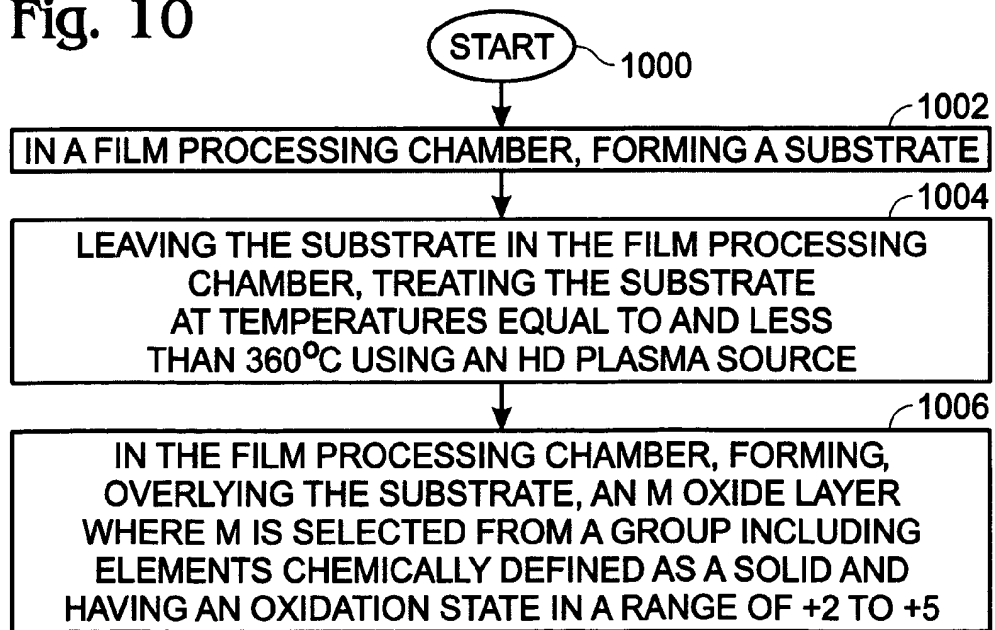 Fig. 10
START
1000
1002
IN A FILM PROCESSING CHAMBER, FORMING A SUBSTRATE
1004
LEAVING THE SUBSTRATE IN THE FILM PROCESSING
CHAMBER, TREATING THE SUBSTRATE
AT TEMPERATURES EQUAL TO AND LESS
THAN 360°C USING AN HD PLASMA SOURCE
1006
IN THE FILM PROCESSING CHAMBER, FORMING,
OVERLYING THE SUBSTRATE, AN M OXIDE LAYER
WHERE M IS SELECTED FROM A GROUP INCLUDING
ELEMENTS CHEMICALLY DEFINED AS A SOLID AND
HAVING AN OXIDATION STATE IN A RANGE OF +2 TO +5